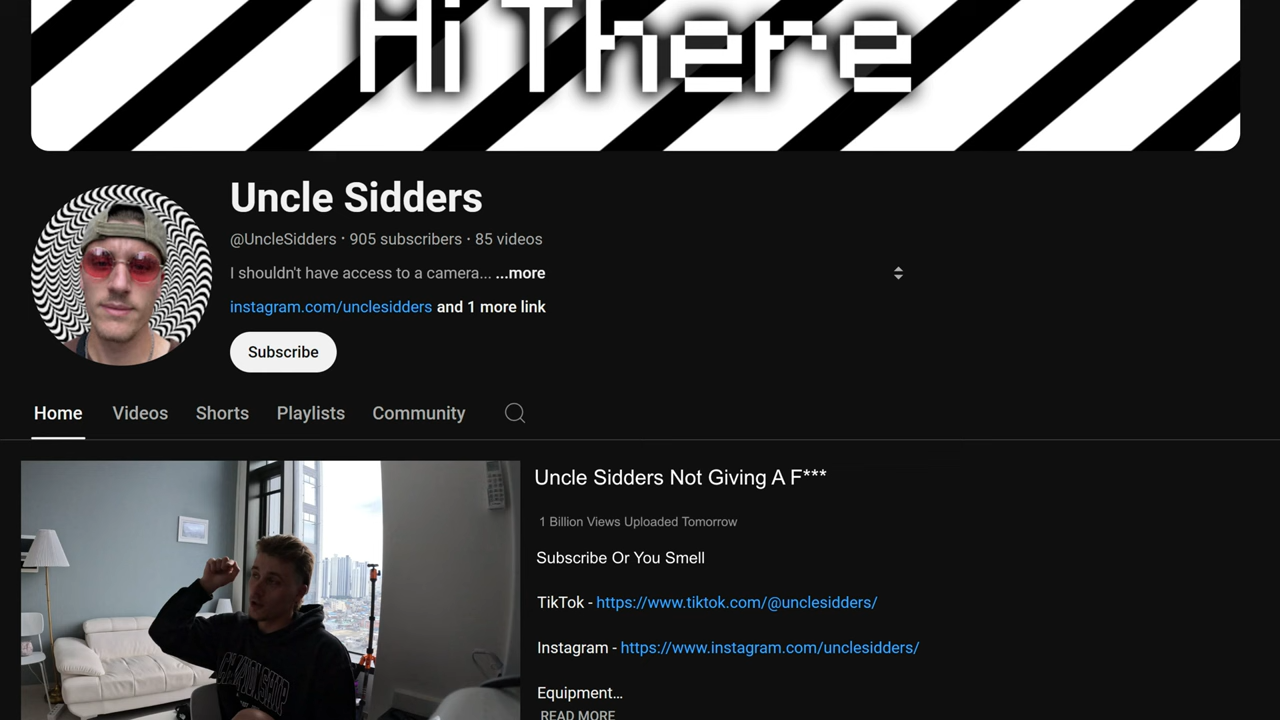 Hi There
Uncle Sidders
@UncleSidders · 905 subscribers · 85 videos
I shouldn't have access to a camera... ...more
instagram.com/unclesidders and 1 more link
Subscribe
Home Videos Shorts Playlists Community
Uncle Sidders Not Giving A F***
1 Billion Views Uploaded Tomorrow
Subscribe Or You Smell
TikTok - https://www.tiktok.com/@unclesidders/
Instagram - https://www.instagram.com/unclesidders/
Equipment...
READ MORE